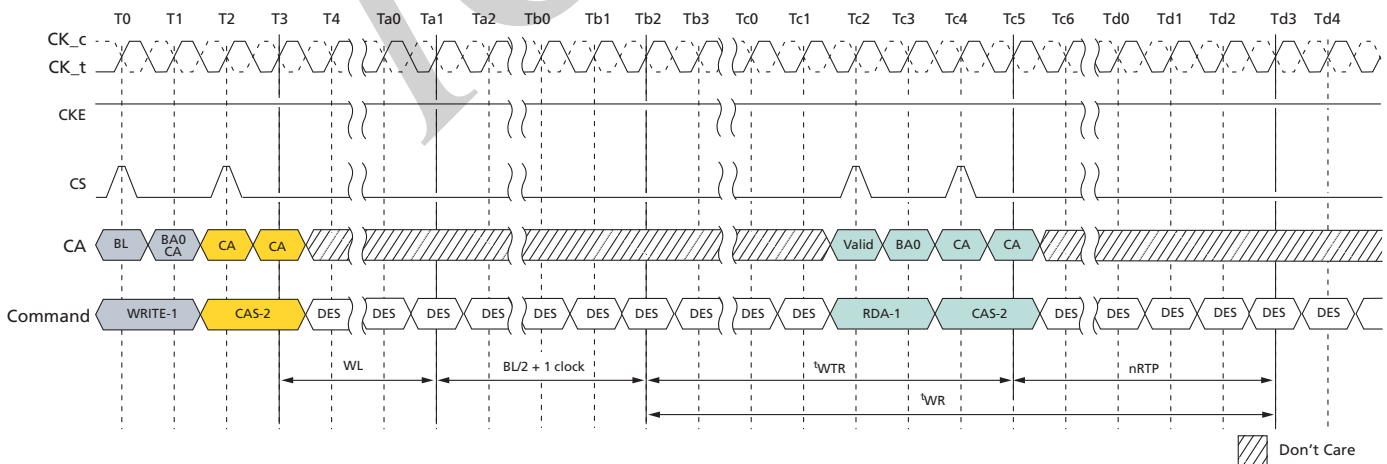 T0 T1 T2 T3 T4 Ta0 Ta1 Ta2 Tb0 Tb1 Tb2 Tb3 Tc0 Tc1 Tc2 Tc3 Tc4 Tc5 Tc6 Td0 Td1 Td2 Td3 Td4
CK_c
CK_t
CKE
CS
CA BL BA0 CA CA CA Valid BA0 CA CA
Command WRITE-1 CAS-2 DES DES DES DES DES DES DES DES DES DES RDA-1 CAS-2 DES DES DES DES DES DES
WL BL/2 + 1 clock tWTR nRTP
tWR
Don't Care